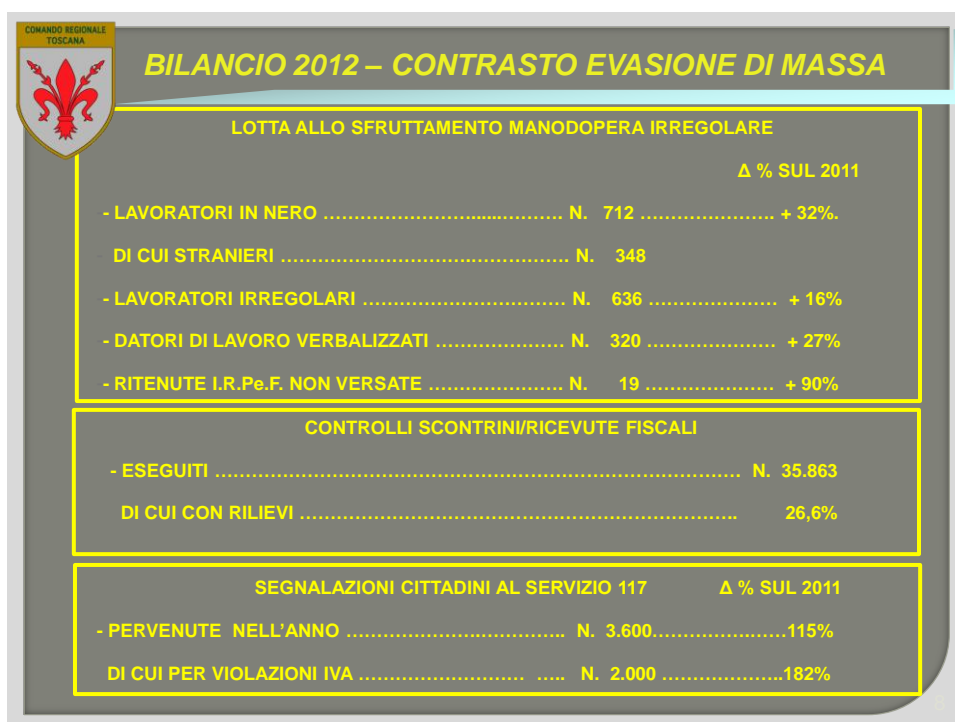 COMANDO REGIONALE
TOSCANA
BILANCIO 2012 – CONTRASTO EVASIONE DI MASSA
LOTTA ALLO SFRUTTAMENTO MANODOPERA IRREGOLARE
Δ % SUL 2011
- LAVORATORI IN NERO ……………………......………. N. 712 …………………. + 32%.
- DI CUI STRANIERI ………………………….…………… N. 348
- LAVORATORI IRREGOLARI …………………………… N. 636 ………………… + 16%
- DATORI DI LAVORO VERBALIZZATI ………………… N. 320 ………………… + 27%
- RITENUTE I.R.Pe.F. NON VERSATE …………………. N. 19 ………………… + 90%
CONTROLLI SCONTRINI/RICEVUTE FISCALI
- ESEGUITI …………………………………………………………………………… N. 35.863
DI CUI CON RILIEVI …………………………………………………………….. 26,6%
SEGNALAZIONI CITTADINI AL SERVIZIO 117 Δ % SUL 2011
- PERVENUTE NELL’ANNO ………………….………….. N. 3.600…………….……115%
DI CUI PER VIOLAZIONI IVA ……………………… ….. N. 2.000 ………………..182%
6